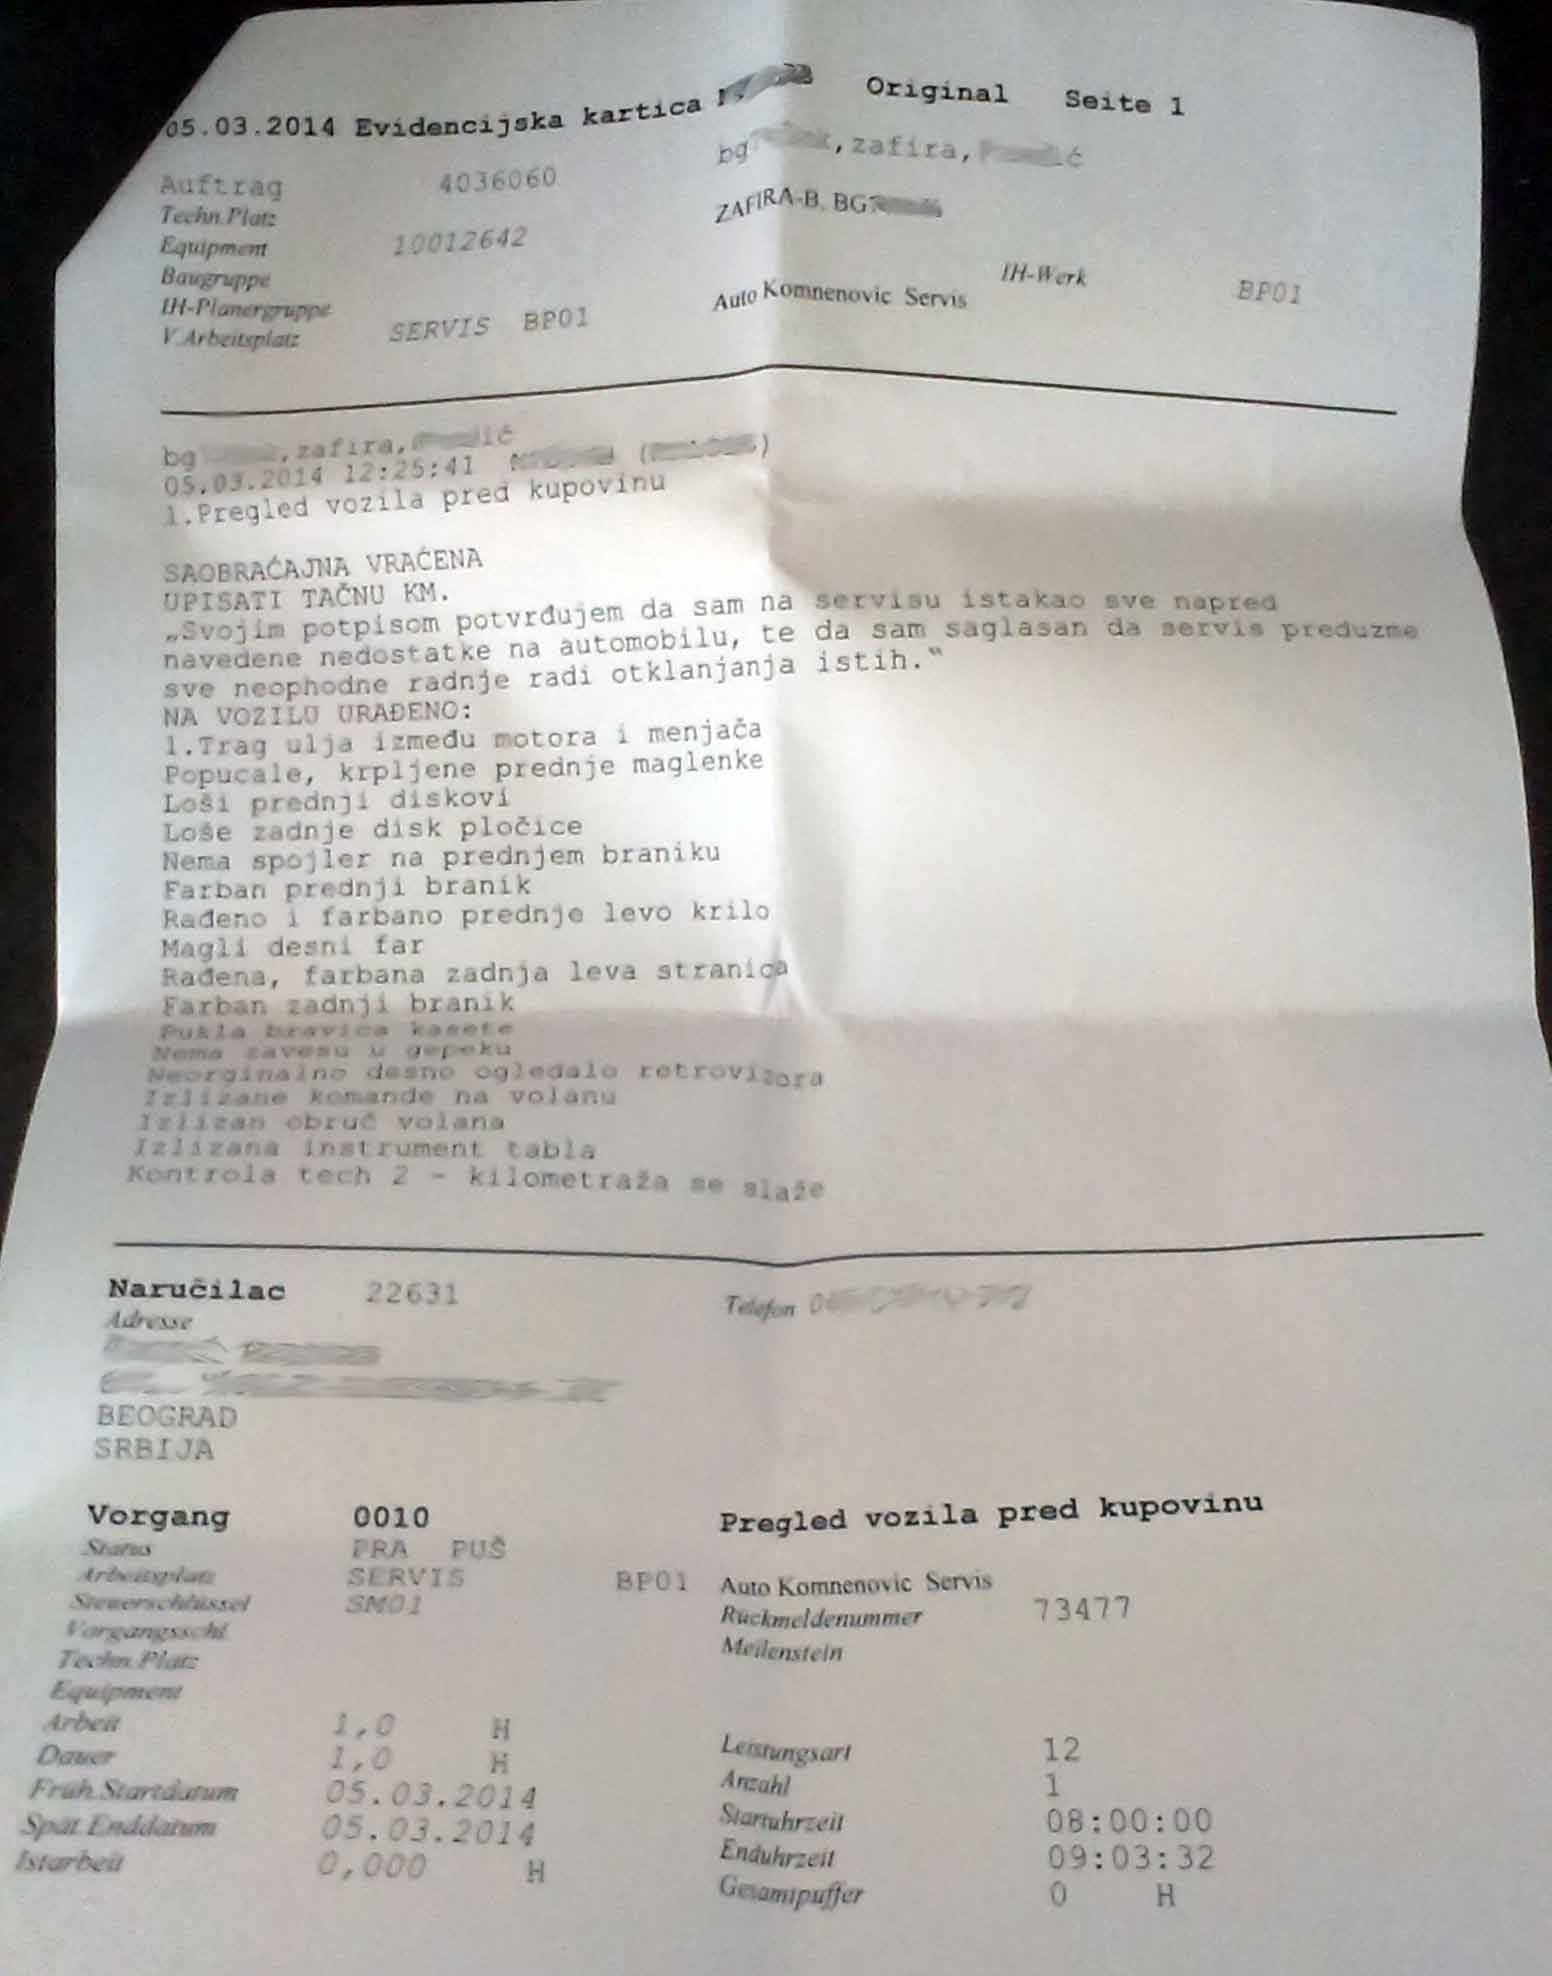 05.03.2014 Evidencijska kartica Original Seite 1
bg ,zafira, ć
Auftrag 4036060
Techn.Platz ZAFIRA-B, BG
Equipment 10012642
Baugruppe
IH-Planergruppe IH-Werk BP01
V.Arbeitsplatz SERVIS BP01 Auto Komnenovic Servis
bg ,zafira, ić
05.03.2014 12:25:41
1.Pregled vozila pred kupovinu
SAOBRAĆAJNA VRAĆENA
UPISATI TAČNU KM.
„Svojim potpisom potvrđujem da sam na servisu istakao sve napred
navedene nedostatke na automobilu, te da sam saglasan da servis preduzme
sve neophodne radnje radi otklanjanja istih.“
NA VOZILU URAĐENO:
1.Trag ulja između motora i menjača
Popucale, krpljene prednje maglenke
Loši prednji diskovi
Loše zadnje disk pločice
Nema spojler na prednjem braniku
Farban prednji branik
Rađeno i farbano prednje levo krilo
Magli desni far
Rađena, farbana zadnja leva stranica
Farban zadnji branik
Pukla bravica kasete
Nema zavesu u gepeku
Neorginalno desno ogledalo retrovizora
Izlizane komande na volanu
Izlizan obruč volana
Izlizana instrument tabla
Kontrola tech 2 - kilometraža se slaže
Naručilac 22631 Telefon
Adresse
BEOGRAD
SRBIJA
Vorgang 0010 Pregled vozila pred kupovinu
Status PRA PUŠ
Arbeitsplatz SERVIS BP01 Auto Komnenovic Servis
Steuerschlüssel SM01 Rückmeldenummer 73477
Vorgangsschl. Meilenstein
Techn.Platz
Equipment
Arbeit 1,0 H Leistungsart 12
Dauer 1,0 H Anzahl 1
Früh.Startdatum 05.03.2014 Startuhrzeit 08:00:00
Spät.Enddatum 05.03.2014 Enduhrzeit 09:03:32
Istarbeit 0,000 H Gesamtpuffer 0 H